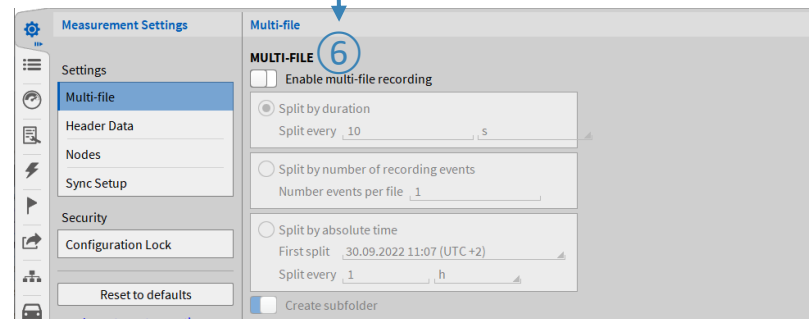 Measurement Settings
Multi-file
6
MULTI-FILE
Enable multi-file recording
Settings
Multi-file
Header Data
Nodes
Sync Setup
Security
Configuration Lock
Reset to defaults
Split by duration
Split every 10 s
Split by number of recording events
Number events per file 1
Split by absolute time
First split 30.09.2022 11:07 (UTC +2)
Split every 1 h
Create subfolder